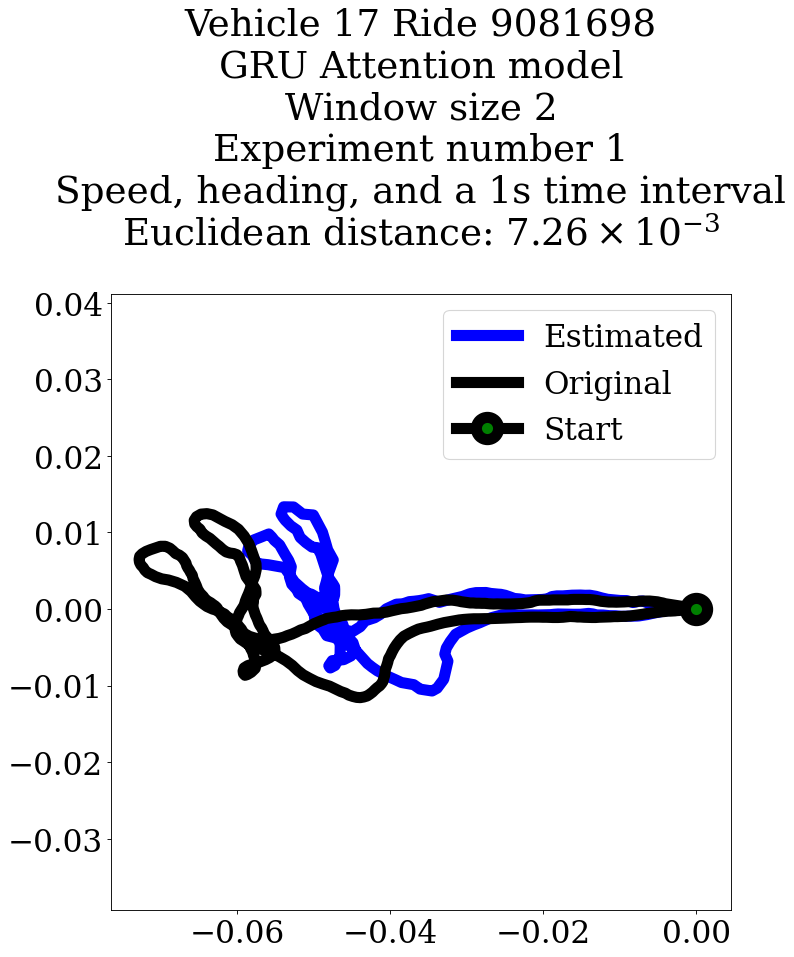 Vehicle 17 Ride 9081698
GRU Attention model
Window size 2
Experiment number 1
Speed, heading, and a 1s time interval
Euclidean distance: 7.26 × 10⁻³
Estimated
Original
Start
0.04
0.03
0.02
0.01
0.00
−0.01
−0.02
−0.03
−0.06
−0.04
−0.02
0.00